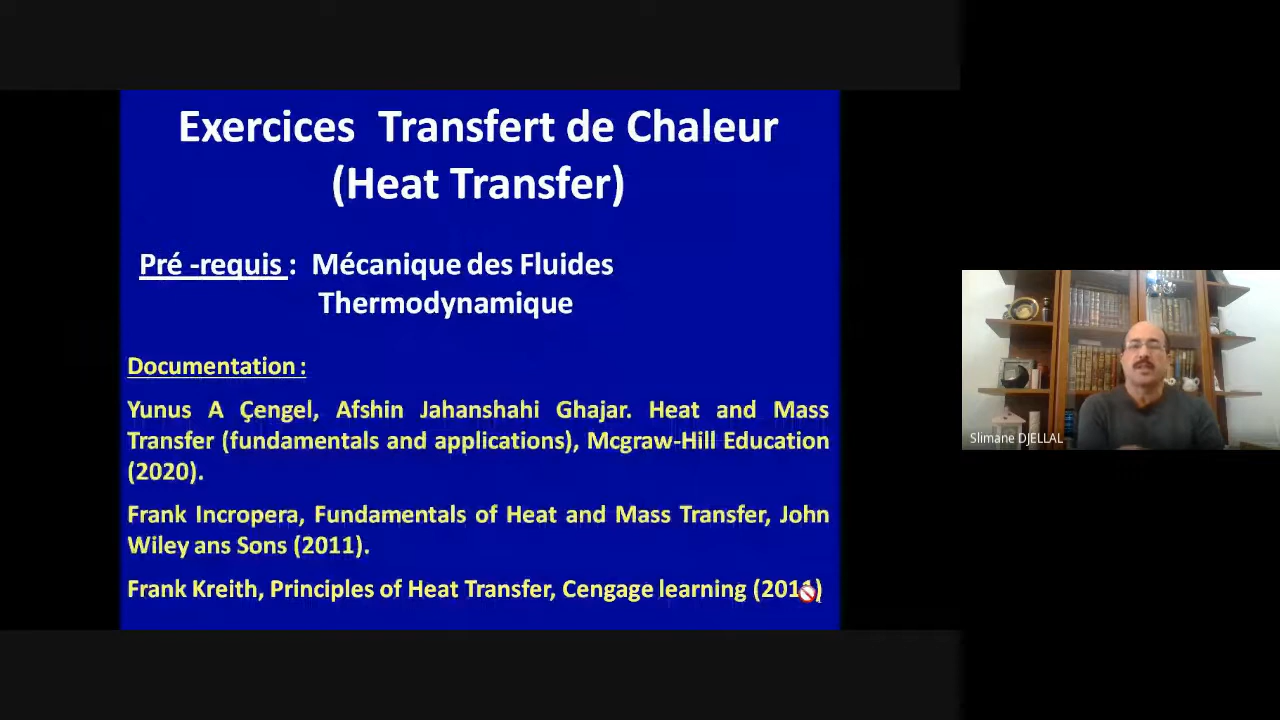 Exercices Transfert de Chaleur
(Heat Transfer)
Pré -requis : Mécanique des Fluides
Thermodynamique
Documentation :
Yunus A Çengel, Afshin Jahanshahi Ghajar. Heat and Mass
Transfer (fundamentals and applications), Mcgraw-Hill Education
(2020).
Frank Incropera, Fundamentals of Heat and Mass Transfer, John
Wiley ans Sons (2011).
Frank Kreith, Principles of Heat Transfer, Cengage learning (2011)
Slimane DJELLAL